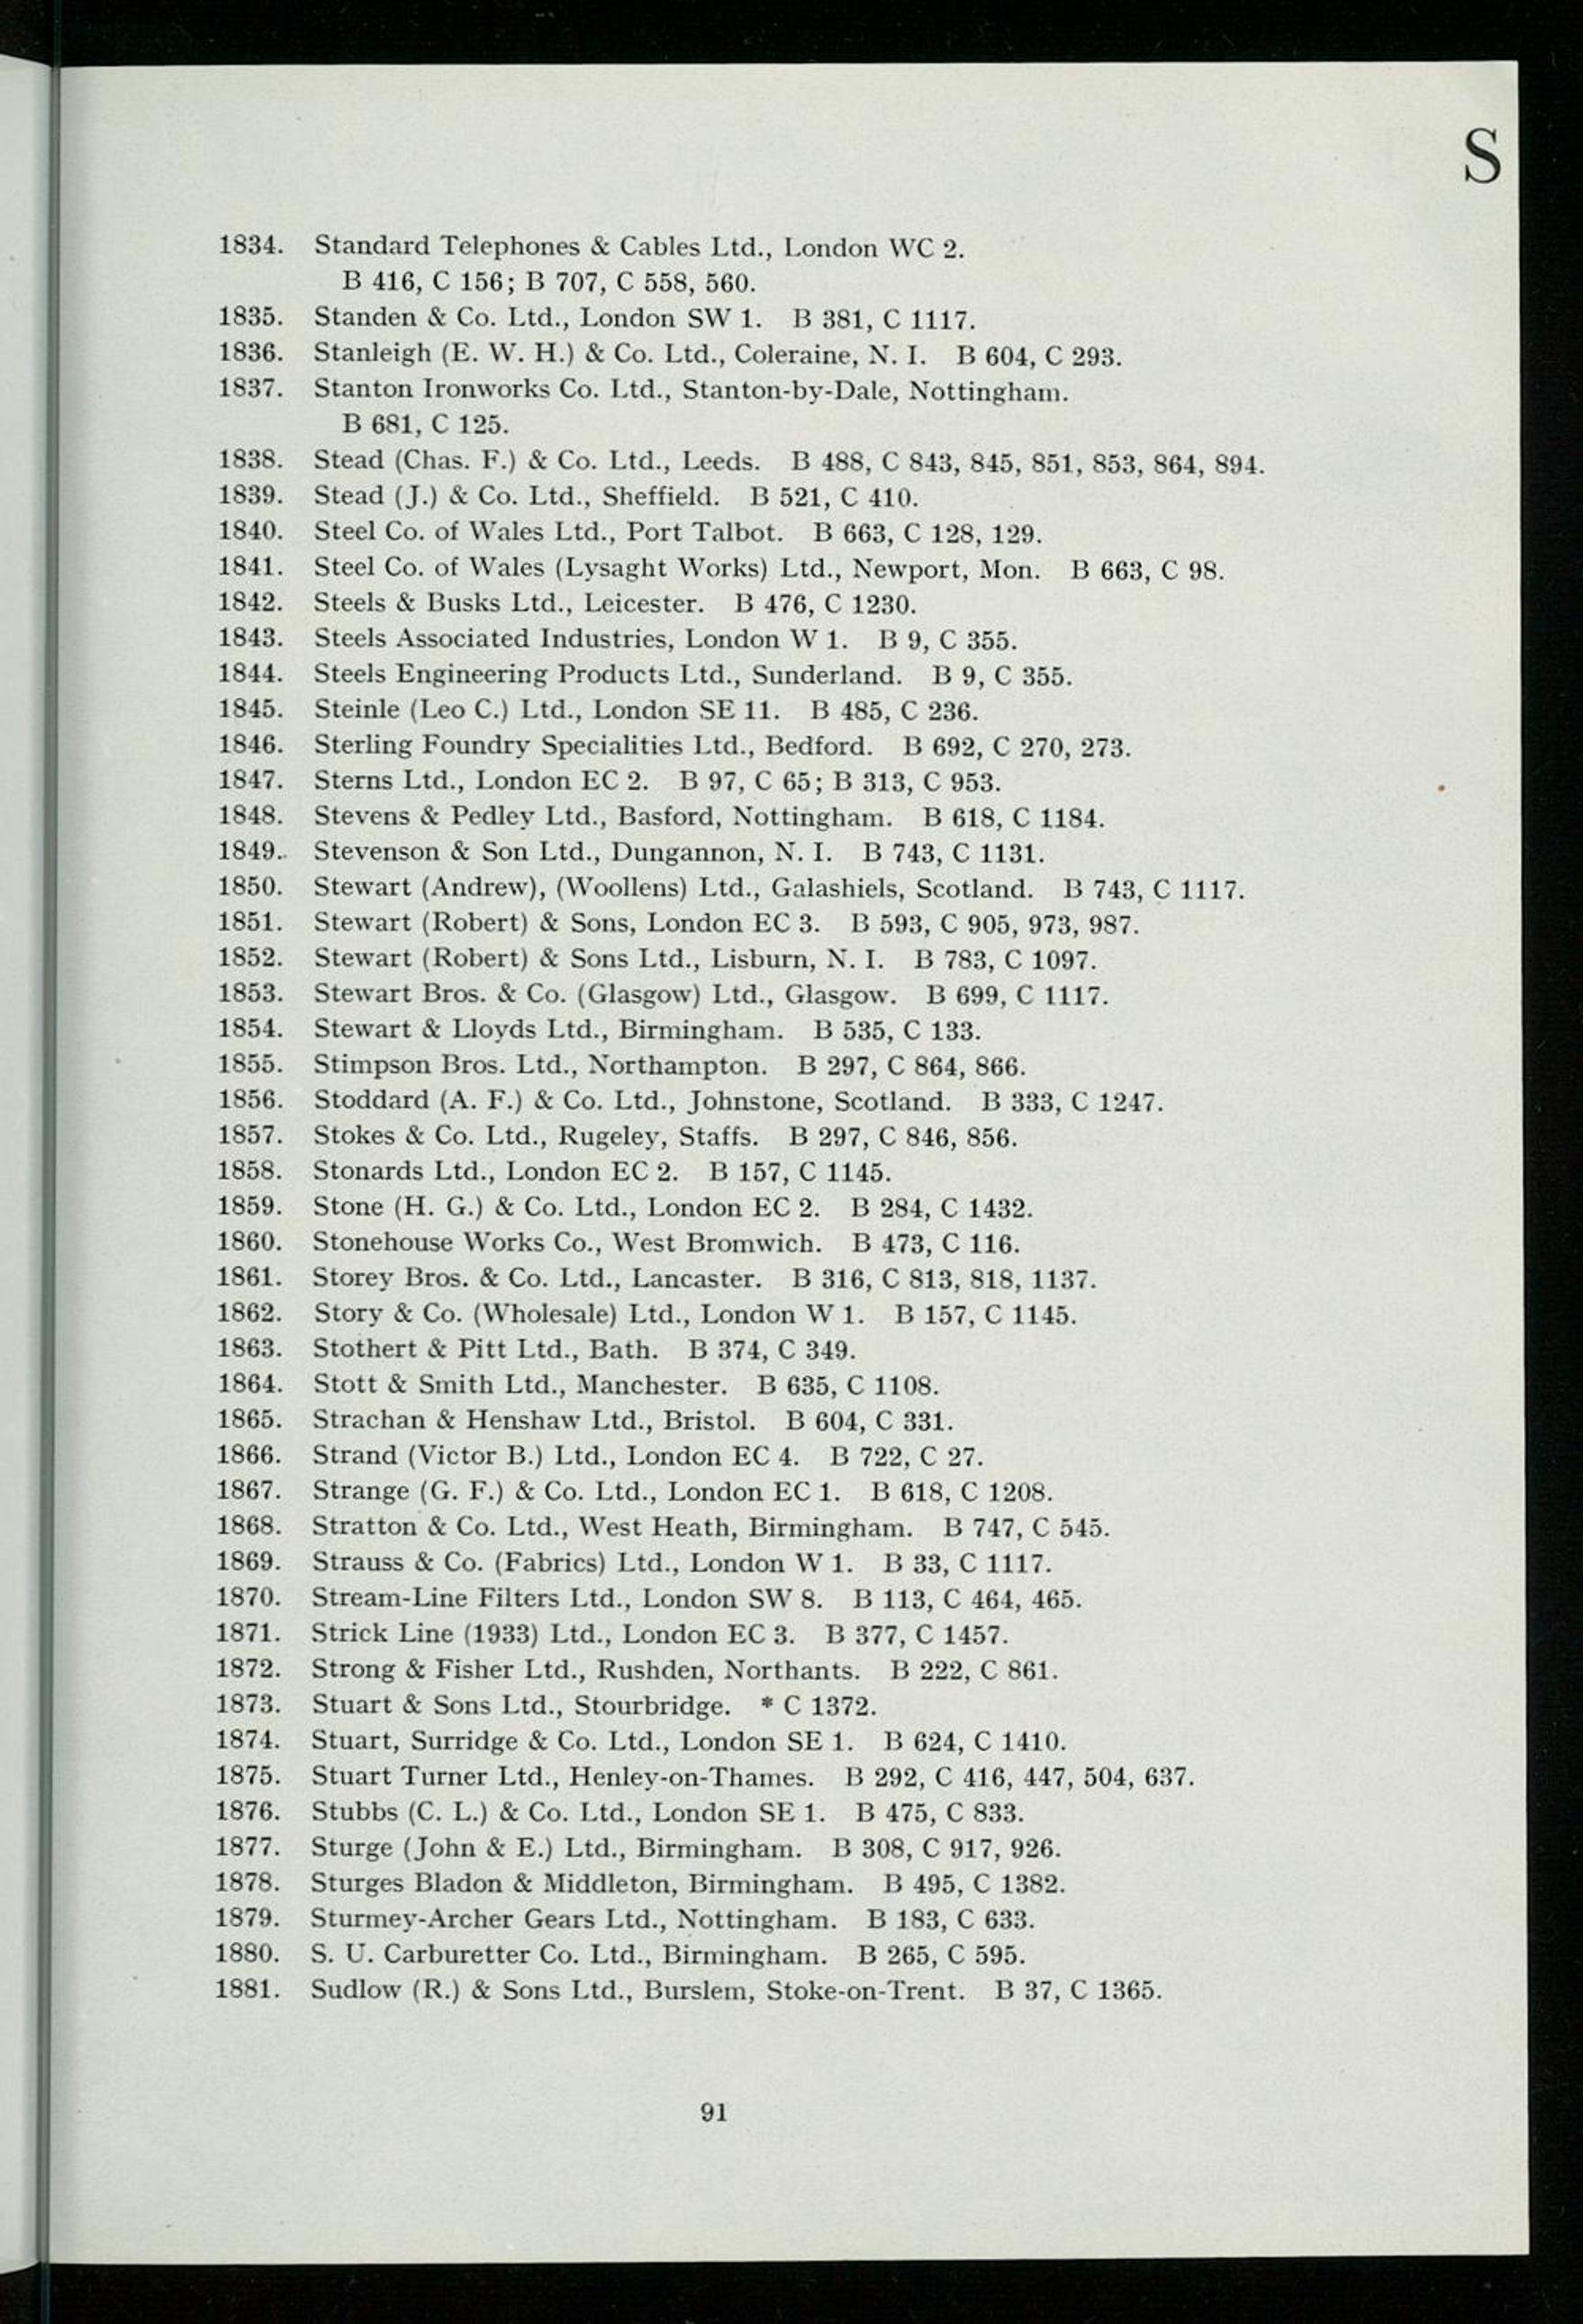 S
1834. Standard Telephones & Cables Ltd., London WC 2.
B 416, C 156; B 707, C 558, 560.
1835. Standen & Co. Ltd., London SW 1. B 381, C 1117.
1836. Stanleigh (E. W. H.) & Co. Ltd., Coleraine, N. I. B 604, C 293.
1837. Stanton Ironworks Co. Ltd., Stanton-by-Dale, Nottingham.
B 681, C 125.
1838. Stead (Chas. F.) & Co. Ltd., Leeds. B 488, C 843, 845, 851, 853, 864, 894.
1839. Stead (J.) & Co. Ltd., Sheffield. B 521, C 410.
1840. Steel Co. of Wales Ltd., Port Talbot. B 663, C 128, 129.
1841. Steel Co. of Wales (Lysaght Works) Ltd., Newport, Mon. B 663, C 98.
1842. Steels & Busks Ltd., Leicester. B 476, C 1230.
1843. Steels Associated Industries, London W 1. B 9, C 355.
1844. Steels Engineering Products Ltd., Sunderland. B 9, C 355.
1845. Steinle (Leo C.) Ltd., London SE 11. B 485, C 236.
1846. Sterling Foundry Specialities Ltd., Bedford. B 692, C 270, 273.
1847. Sterns Ltd., London EC 2. B 97, C 65; B 313, C 953.
1848. Stevens & Pedley Ltd., Basford, Nottingham. B 618, C 1184.
1849. Stevenson & Son Ltd., Dungannon, N. I. B 743, C 1131.
1850. Stewart (Andrew), (Woollens) Ltd., Galashiels, Scotland. B 743, C 1117.
1851. Stewart (Robert) & Sons, London EC 3. B 593, C 905, 973, 987.
1852. Stewart (Robert) & Sons Ltd., Lisburn, N. I. B 783, C 1097.
1853. Stewart Bros. & Co. (Glasgow) Ltd., Glasgow. B 699, C 1117.
1854. Stewart & Lloyds Ltd., Birmingham. B 535, C 133.
1855. Stimpson Bros. Ltd., Northampton. B 297, C 864, 866.
1856. Stoddard (A. F.) & Co. Ltd., Johnstone, Scotland. B 333, C 1247.
1857. Stokes & Co. Ltd., Rugeley, Staffs. B 297, C 846, 856.
1858. Stonards Ltd., London EC 2. B 157, C 1145.
1859. Stone (H. G.) & Co. Ltd., London EC 2. B 284, C 1432.
1860. Stonehouse Works Co., West Bromwich. B 473, C 116.
1861. Storey Bros. & Co. Ltd., Lancaster. B 316, C 813, 818, 1137.
1862. Story & Co. (Wholesale) Ltd., London W 1. B 157, C 1145.
1863. Stothert & Pitt Ltd., Bath. B 374, C 349.
1864. Stott & Smith Ltd., Manchester. B 635, C 1108.
1865. Strachan & Henshaw Ltd., Bristol. B 604, C 331.
1866. Strand (Victor B.) Ltd., London EC 4. B 722, C 27.
1867. Strange (G. F.) & Co. Ltd., London EC 1. B 618, C 1208.
1868. Stratton & Co. Ltd., West Heath, Birmingham. B 747, C 545.
1869. Strauss & Co. (Fabrics) Ltd., London W 1. B 33, C 1117.
1870. Stream-Line Filters Ltd., London SW 8. B 113, C 464, 465.
1871. Strick Line (1933) Ltd., London EC 3. B 377, C 1457.
1872. Strong & Fisher Ltd., Rushden, Northants. B 222, C 861.
1873. Stuart & Sons Ltd., Stourbridge. * C 1372.
1874. Stuart, Surridge & Co. Ltd., London SE 1. B 624, C 1410.
1875. Stuart Turner Ltd., Henley-on-Thames. B 292, C 416, 447, 504, 637.
1876. Stubbs (C. L.) & Co. Ltd., London SE 1. B 475, C 833.
1877. Sturge (John & E.) Ltd., Birmingham. B 308, C 917, 926.
1878. Sturges Bladon & Middleton, Birmingham. B 495, C 1382.
1879. Sturmey-Archer Gears Ltd., Nottingham. B 183, C 633.
1880. S. U. Carburetter Co. Ltd., Birmingham. B 265, C 595.
1881. Sudlow (R.) & Sons Ltd., Burslem, Stoke-on-Trent. B 37, C 1365.
91